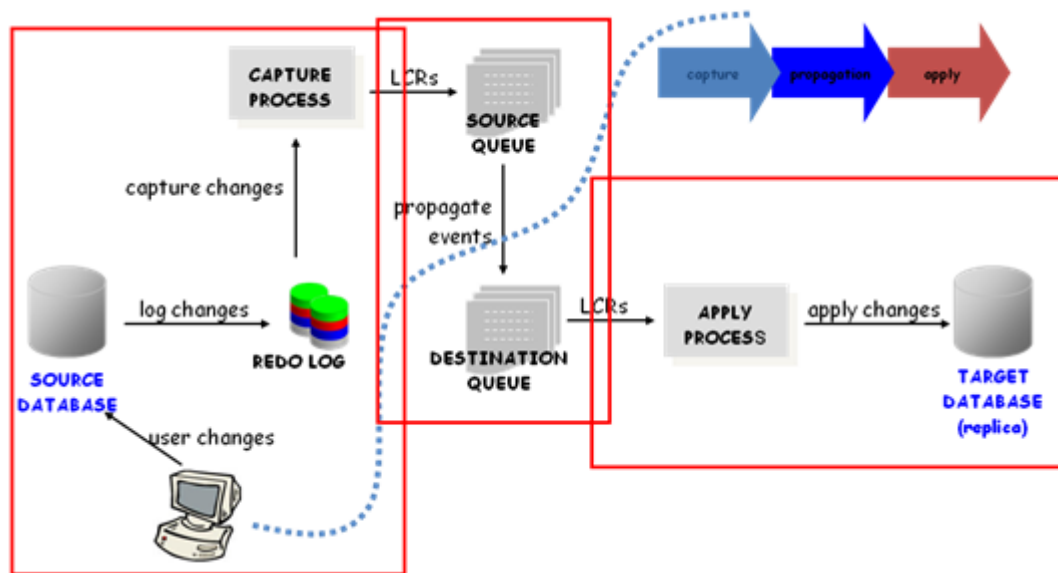 CAPTURE
PROCESS
LCRs
SOURCE
QUEUE
capture
propagation
apply
capture changes
propagate
events
log changes
REDO LOG
SOURCE
DATABASE
user changes
DESTINATION
QUEUE
LCRs
APPLY
PROCESS
apply changes
TARGET
DATABASE
(replica)